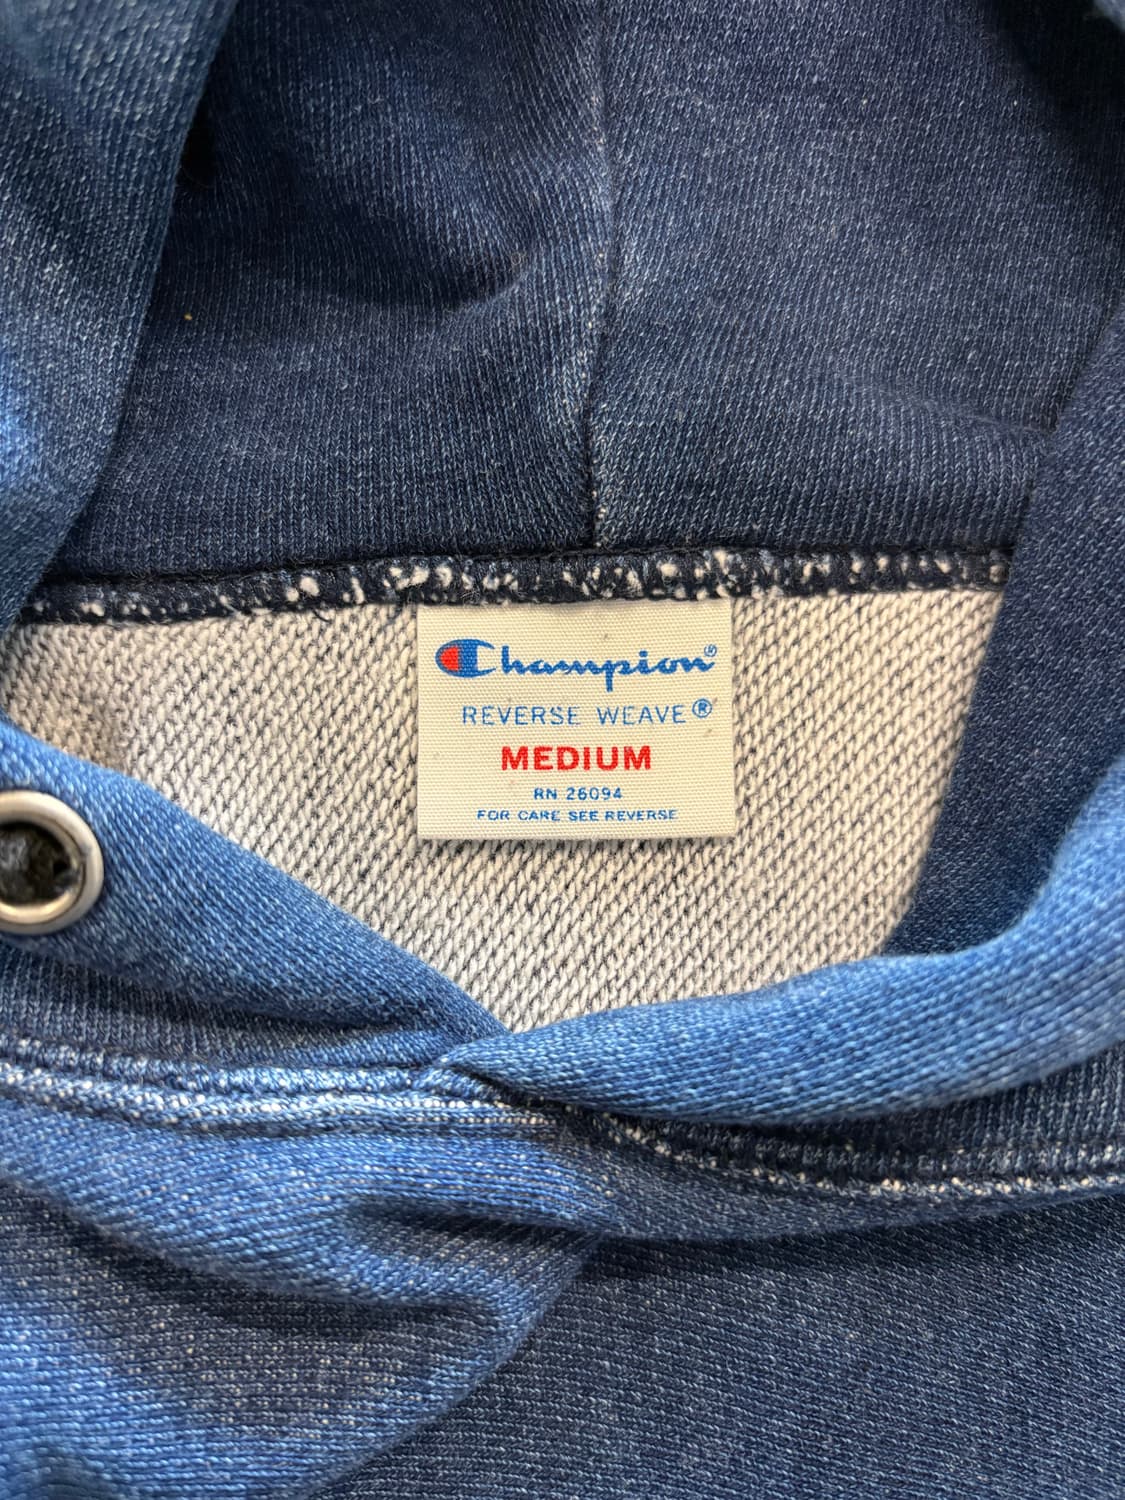 Champion®
REVERSE WEAVE®
MEDIUM
RN 26094
FOR CARE SEE REVERSE